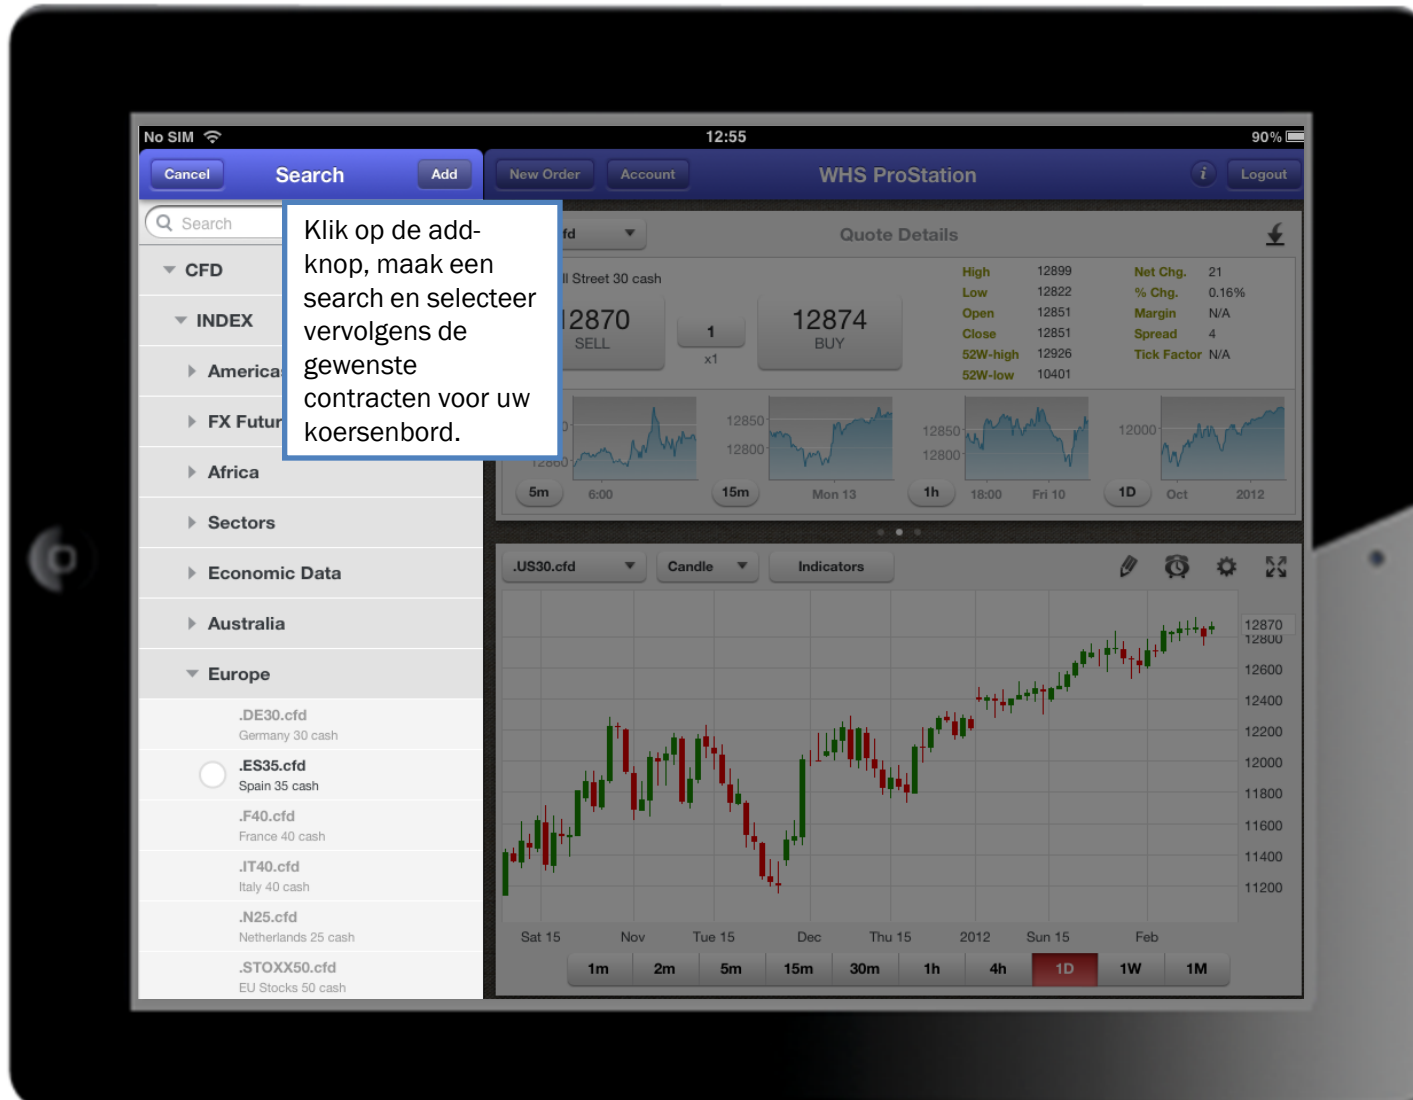 No SIM
12:55
90%
Cancel
Search
Add
New Order
Account
WHS ProStation
i
Logout
Search
Klik op de add-
knop, maak een
search en selecteer
vervolgens de
gewenste
contracten voor uw
koersenbord.
CFD
INDEX
America
FX Futur
Africa
Sectors
Economic Data
Australia
Europe
.DE30.cfd
Germany 30 cash
.ES35.cfd
Spain 35 cash
.F40.cfd
France 40 cash
.IT40.cfd
Italy 40 cash
.N25.cfd
Netherlands 25 cash
.STOXX50.cfd
EU Stocks 50 cash
fd
Quote Details
ll Street 30 cash
12870
SELL
1
x1
12874
BUY
High 12899 Net Chg. 21
Low 12822 % Chg. 0.16%
Open 12851 Margin N/A
Close 12851 Spread 4
52W-high 12926 Tick Factor N/A
52W-low 10401
12850
12800
12850
12800
12000
5m 6:00
15m Mon 13
1h 18:00 Fri 10
1D Oct 2012
.US30.cfd
Candle
Indicators
12870
12800
12600
12400
12200
12000
11800
11600
11400
11200
Sat 15 Nov Tue 15 Dec Thu 15 2012 Sun 15 Feb
1m 2m 5m 15m 30m 1h 4h 1D 1W 1M